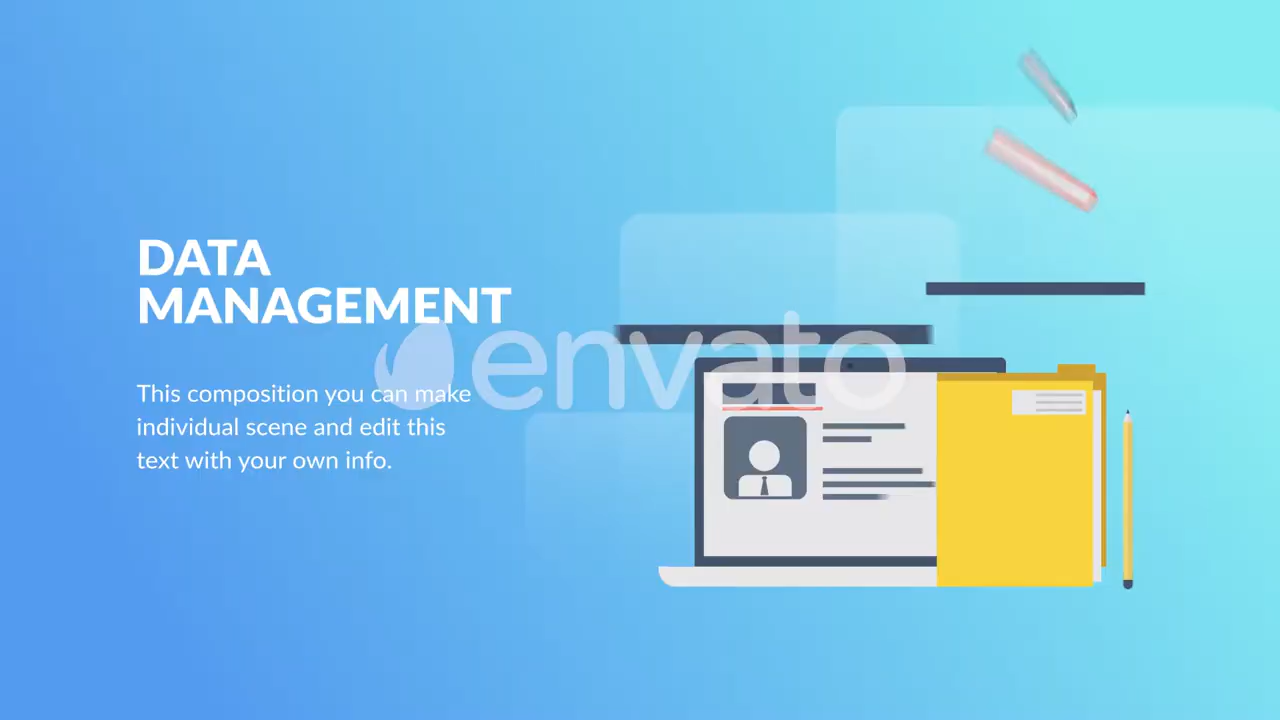 DATA
MANAGEMENT
envato
This composition you can make
individual scene and edit this
text with your own info.